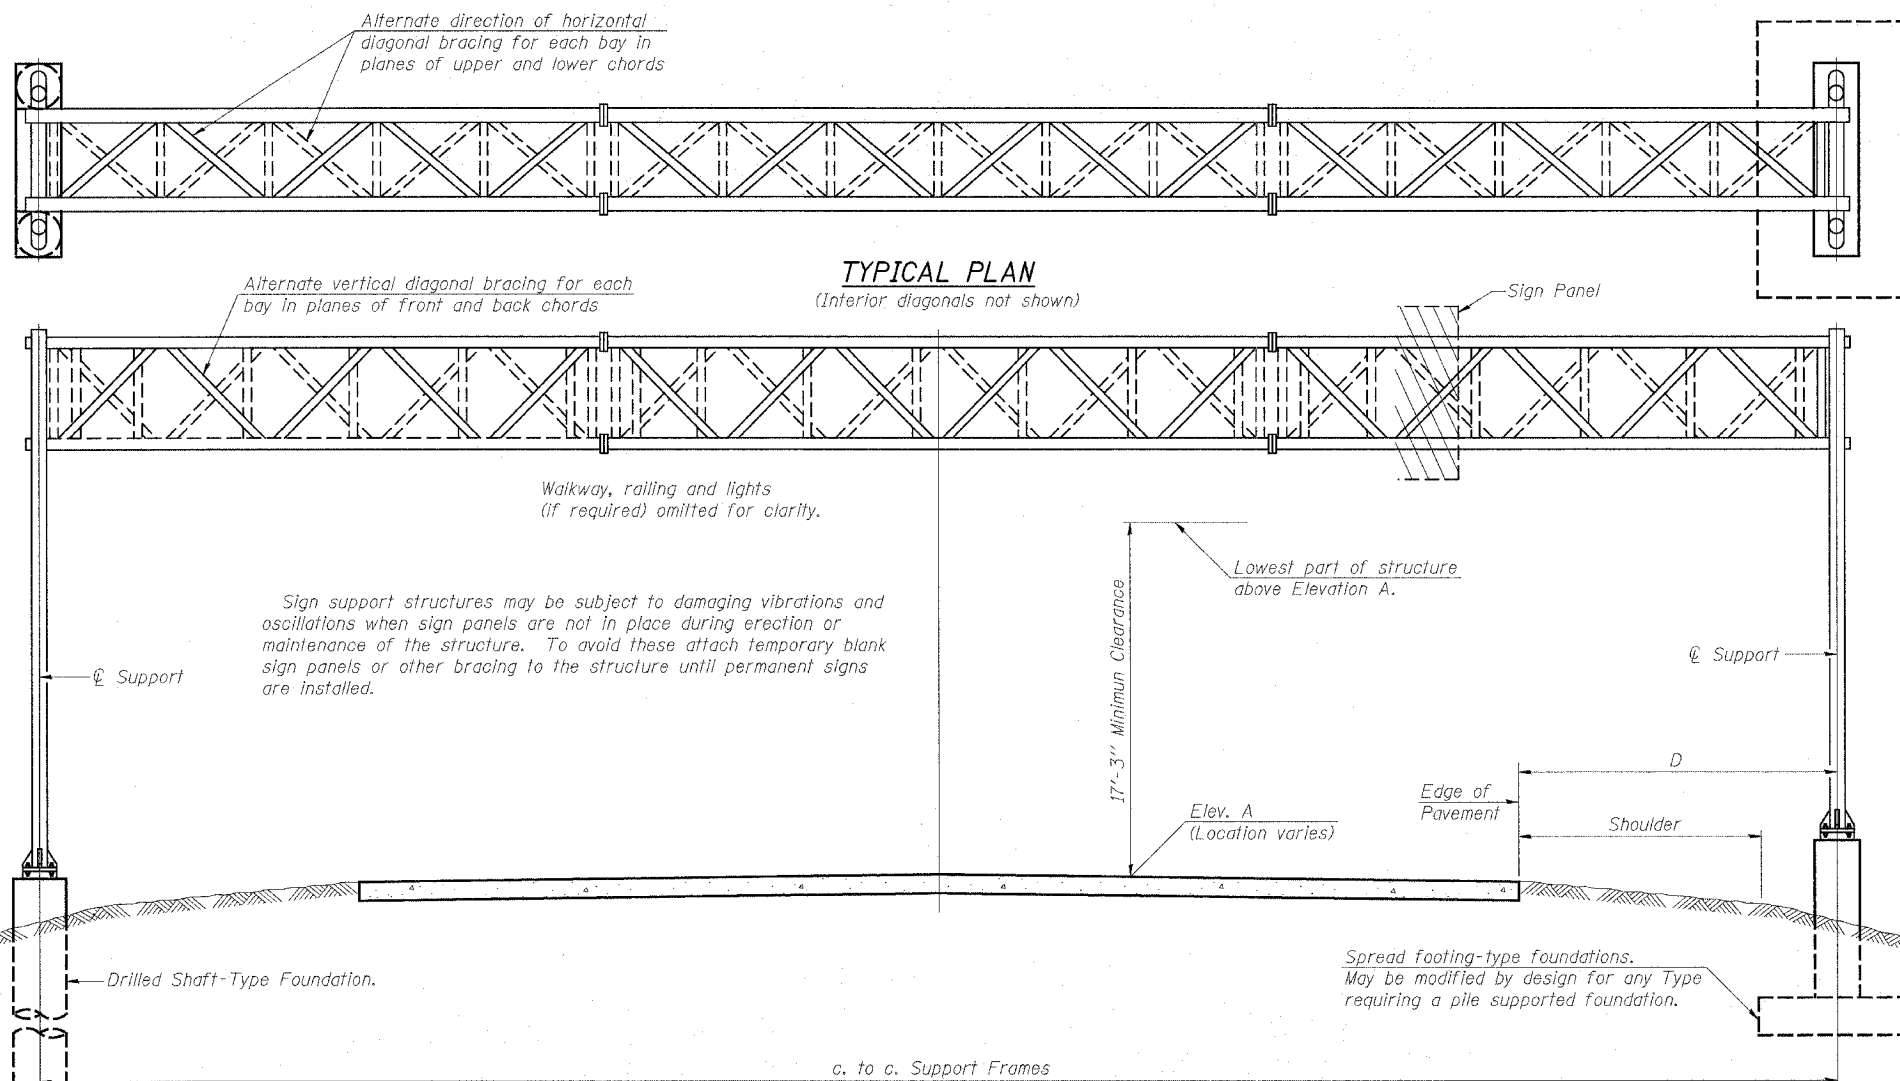 Alternate direction of horizontal
diagonal bracing for each bay in
planes of upper and lower chords
TYPICAL PLAN
(Interior diagonals not shown)
Alternate vertical diagonal bracing for each
bay in planes of front and back chords
Sign Panel
Walkway, railing and lights
(if required) omitted for clarity.
Lowest part of structure
above Elevation A.
17'-3" Minimun Clearance
Sign support structures may be subject to damaging vibrations and
oscillations when sign panels are not in place during erection or
maintenance of the structure. To avoid these attach temporary blank
sign panels or other bracing to the structure until permanent signs
are installed.
℄ Support
℄ Support
D
Edge of
Pavement
Shoulder
Elev. A
(Location varies)
Drilled Shaft-Type Foundation.
Spread footing-type foundations.
May be modified by design for any Type
requiring a pile supported foundation.
c. to c. Support Frames